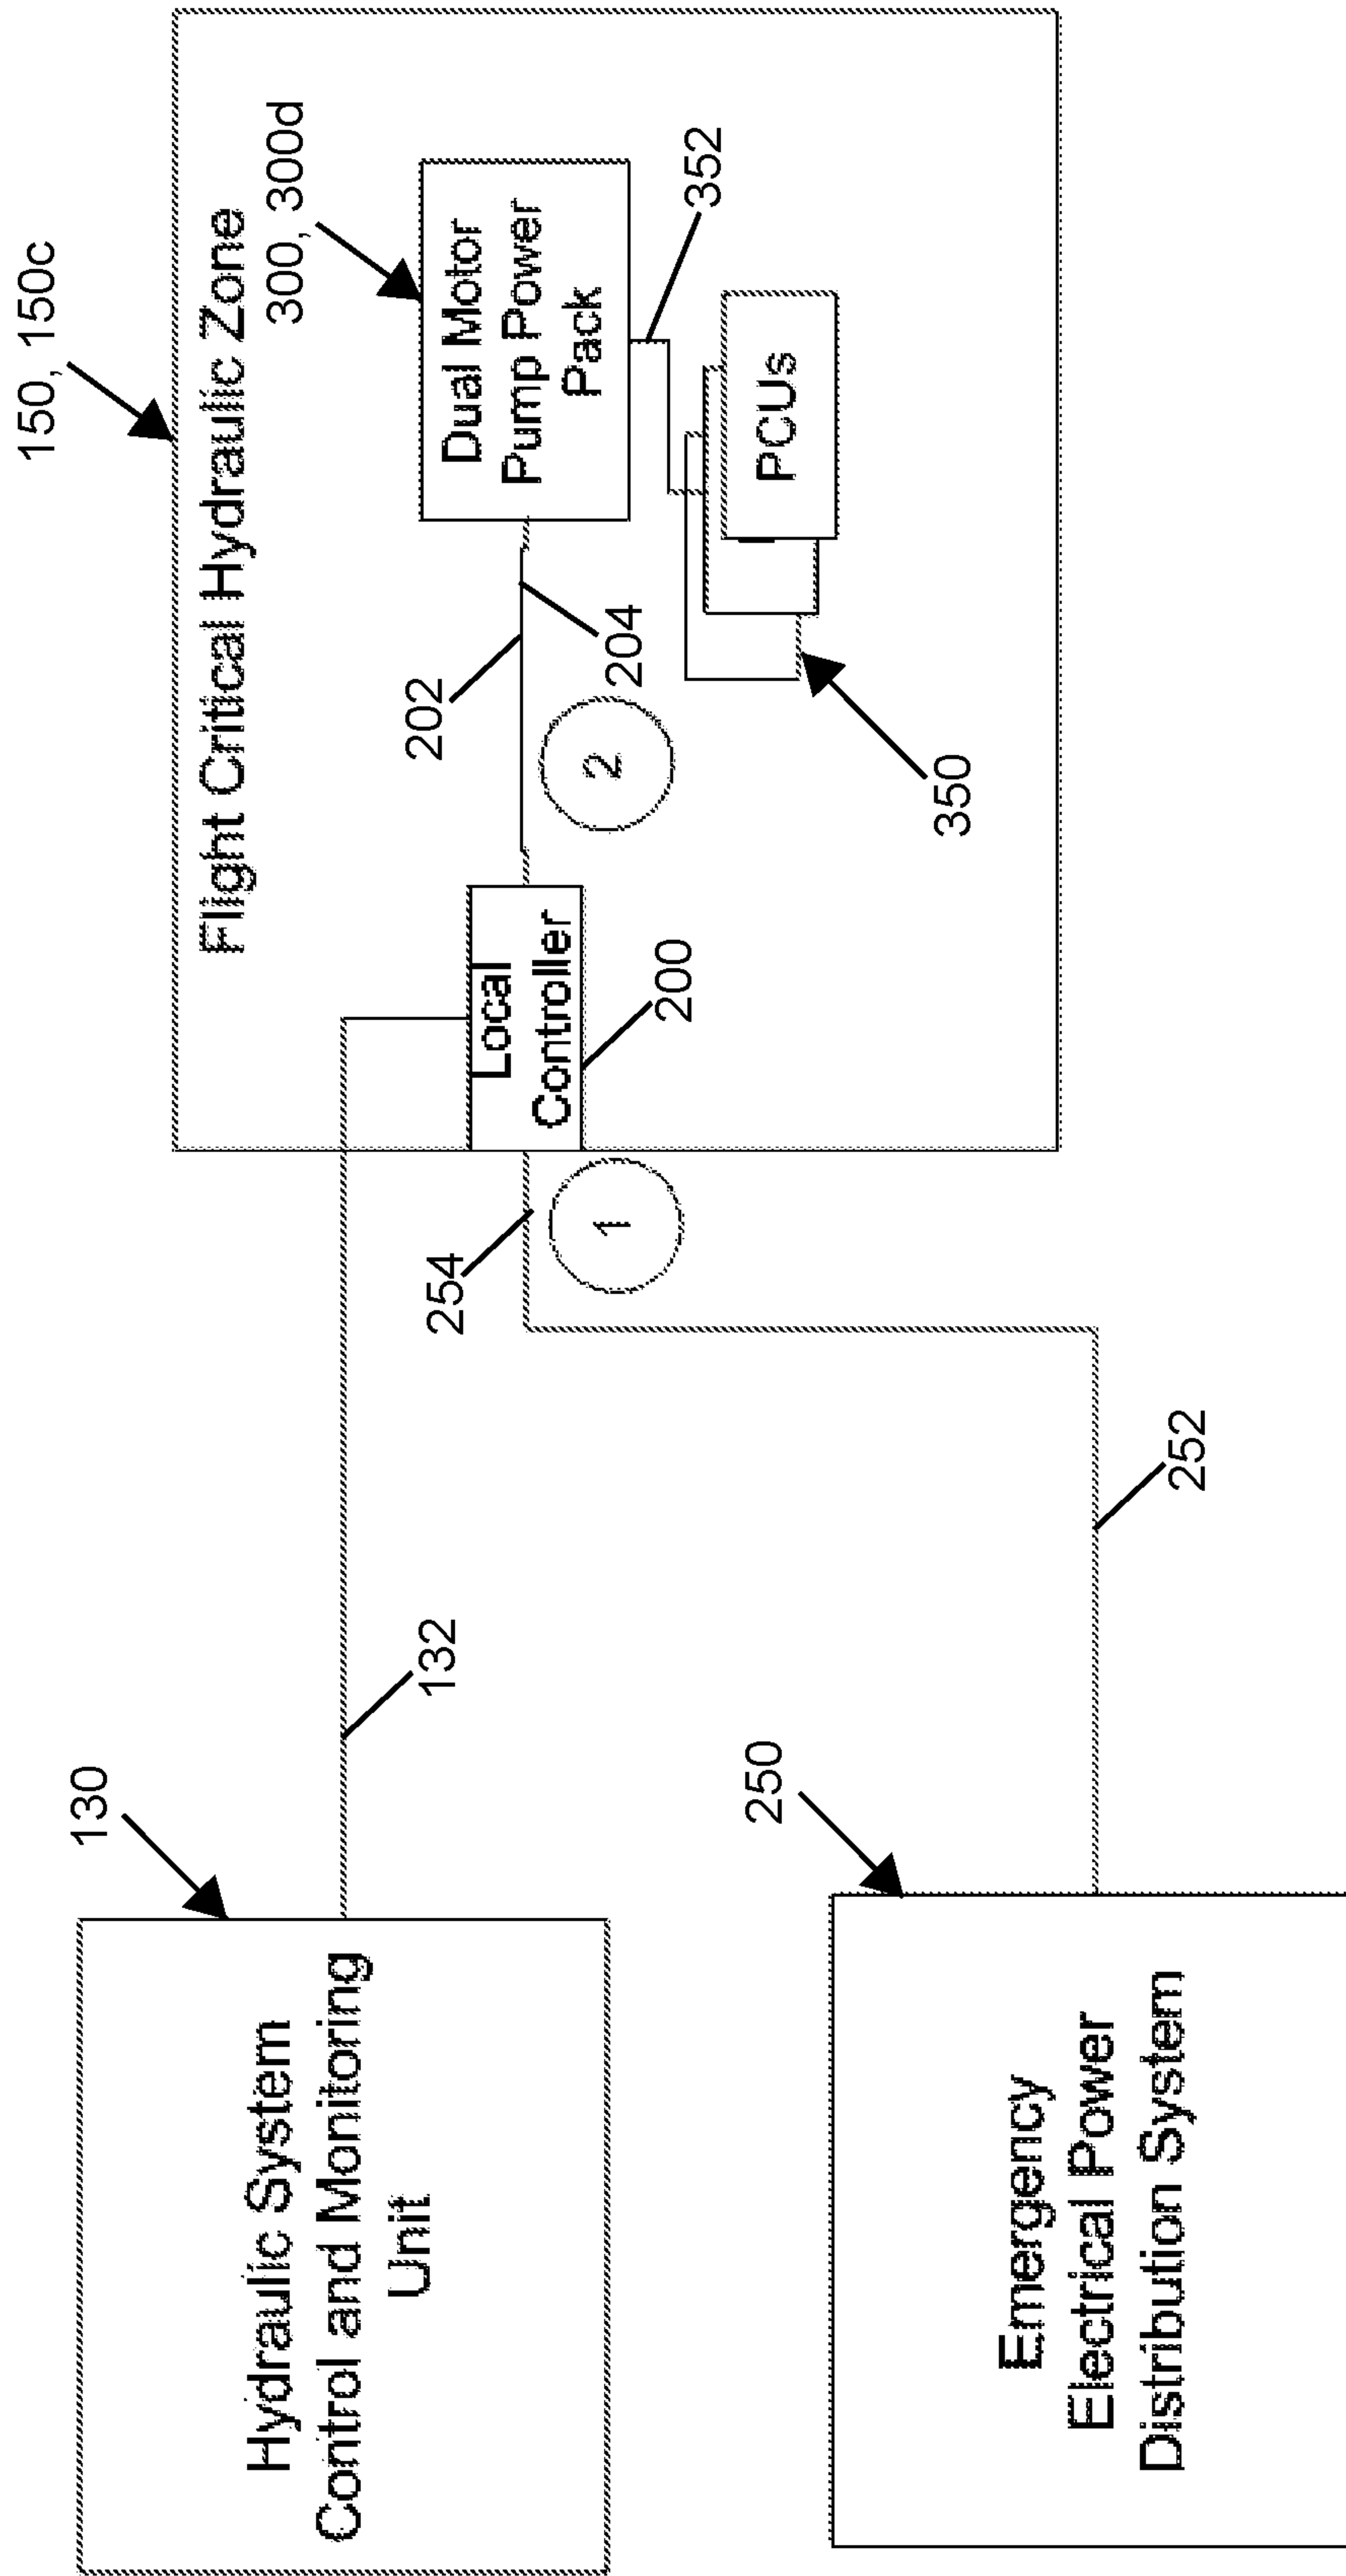 150, 150c
Flight Critical Hydraulic Zone
300, 300d
Dual Motor
Pump Power
Pack
352
202
204
2
PCUs
350
Local
Controller
200
254
1
132
252
130
Hydraulic System
Control and Monitoring
Unit
250
Emergency
Electrical Power
Distribution System